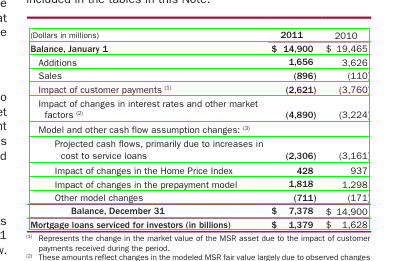 included in the tables in this Note.
(Dollars in millions) 2011 2010
Balance, January 1 $ 14,900 $ 19,465
Additions 1,656 3,626
Sales (896) (110)
Impact of customer payments (1) (2,621) (3,760)
Impact of changes in interest rates and other market
factors (2) (4,890) (3,224)
Model and other cash flow assumption changes: (3)
Projected cash flows, primarily due to increases in
cost to service loans (2,306) (3,161)
Impact of changes in the Home Price Index 428 937
Impact of changes in the prepayment model 1,818 1,298
Other model changes (711) (171)
Balance, December 31 $ 7,378 $ 14,900
Mortgage loans serviced for investors (in billions) $ 1,379 $ 1,628
(1) Represents the change in the market value of the MSR asset due to the impact of customer
payments received during the period.
(2) These amounts reflect changes in the modeled MSR fair value largely due to observed changes